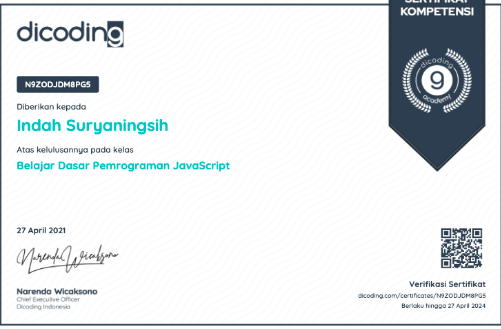 SERTIFIKAT
KOMPETENSI
dicoding
dicoding
9
academy
N9ZODJDM8PG5
Diberikan kepada
Indah Suryaningsih
Atas kelulusannya pada kelas
Belajar Dasar Pemrograman JavaScript
27 April 2021
Narenda Wicaksono
Narenda Wicaksono
Chief Executive Officer
Dicoding Indonesia
Verifikasi Sertifikat
dicoding.com/certificates/N9ZODJDM8PG5
Berlaku hingga 27 April 2024